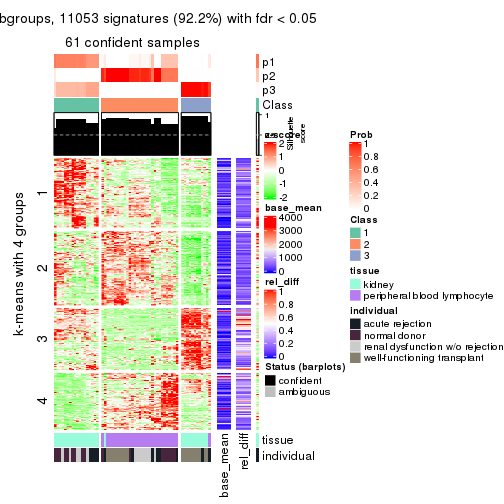 bgroups, 11053 signatures (92.2%) with fdr < 0.05
61 confident samples
p1
p2
p3
Class
1
Silhouette
score
z-score
2
1
0
-1
-2
k-means with 4 groups
1
2
3
4
base_mean
4000
3000
2000
1000
0
rel_diff
1
0.8
0.6
0.4
0.2
0
Status (barplots)
confident
ambiguous
Prob
1
0.8
0.6
0.4
0.2
0
Class
1
2
3
tissue
kidney
peripheral blood lymphocyte
individual
acute rejection
normal donor
renal dysfunction w/o rejection
well-functioning transplant
tissue
individual
base_mean
rel_diff